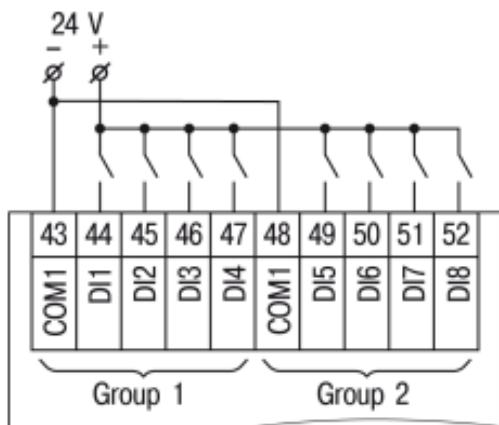 24 V
- +
43 44 45 46 47 48 49 50 51 52
COM1 DI1 DI2 DI3 DI4 COM1 DI5 DI6 DI7 DI8
Group 1 Group 2